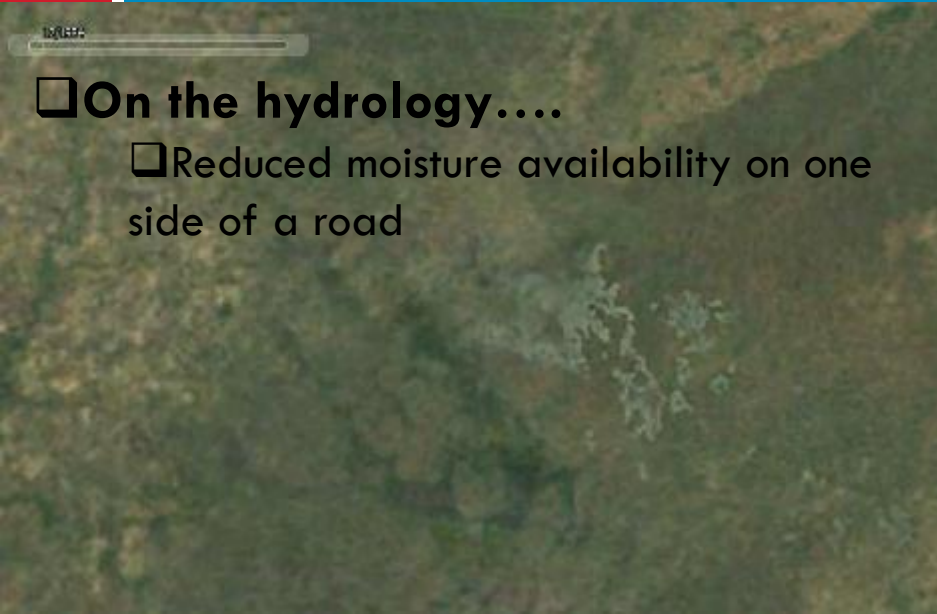 ❑On the hydrology....
❑Reduced moisture availability on one
side of a road